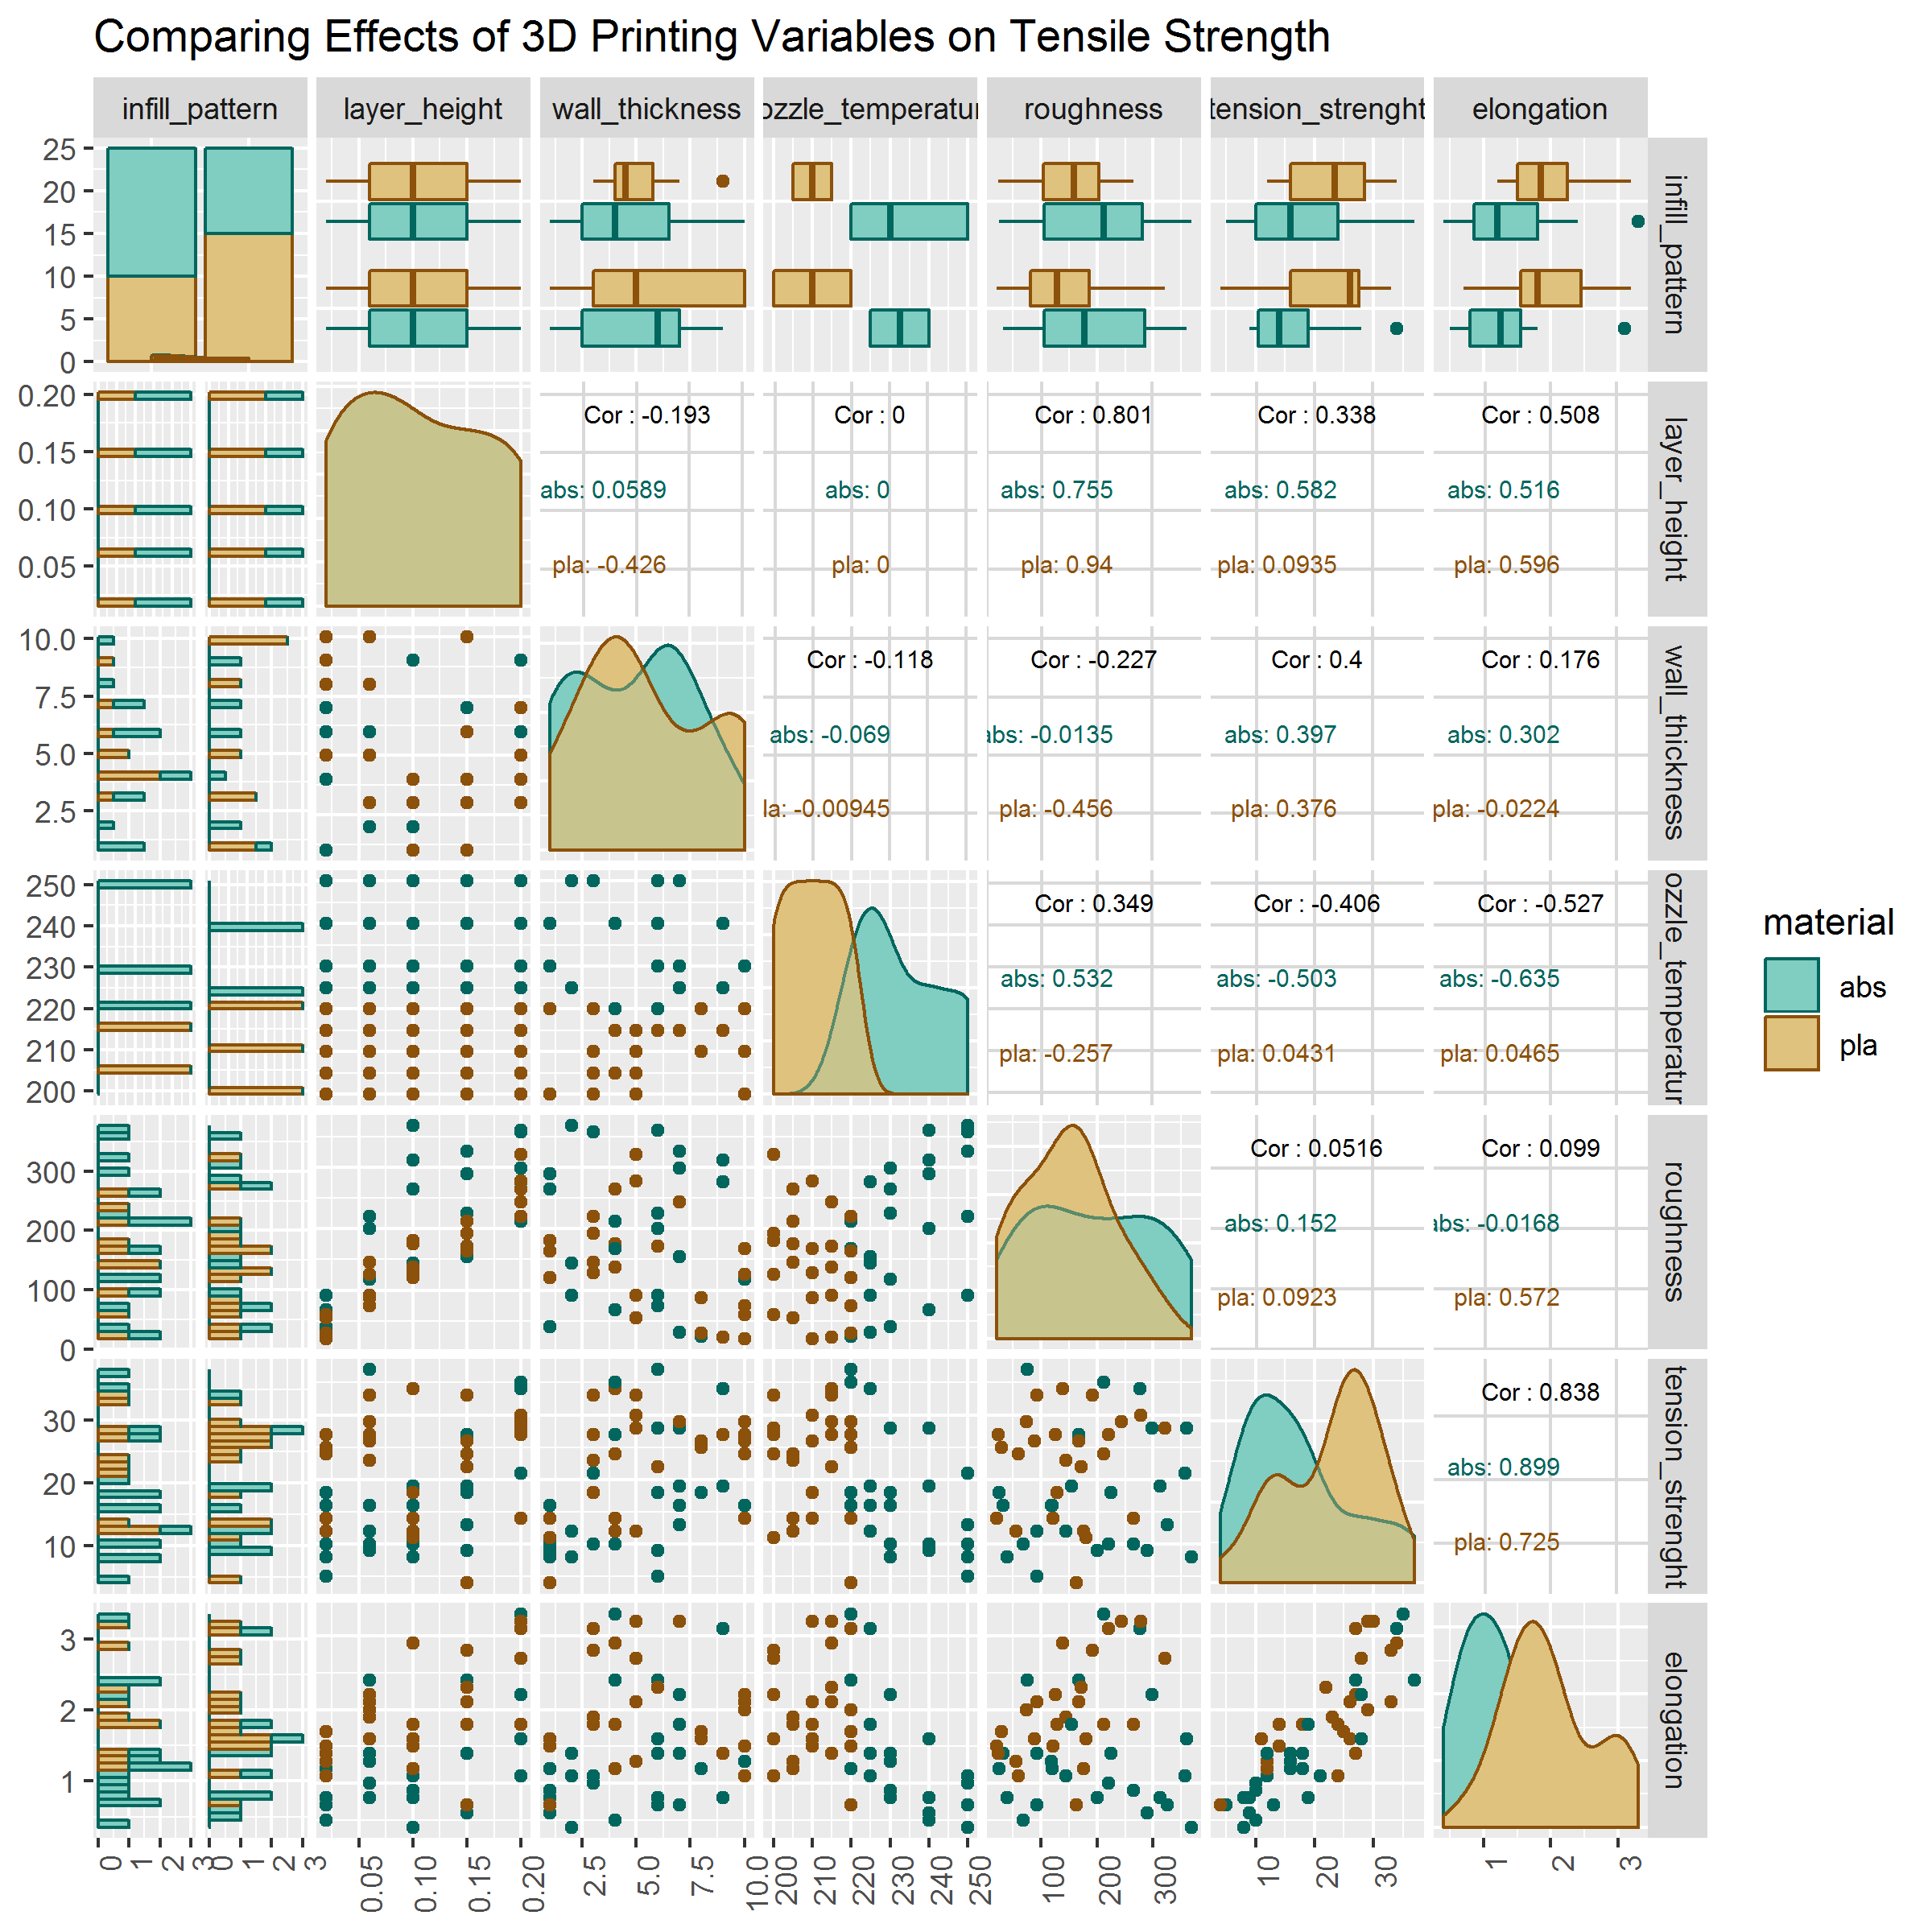 Comparing Effects of 3D Printing Variables on Tensile Strength
infill_pattern layer_height wall_thickness ozzle_temperatur roughness tension_strenght elongation
25
20
15
10
5
0
infill_pattern
0.20
0.15
0.10
0.05
Cor : -0.193 Cor : 0 Cor : 0.801 Cor : 0.338 Cor : 0.508
abs: 0.0589 abs: 0 abs: 0.755 abs: 0.582 abs: 0.516
pla: -0.426 pla: 0 pla: 0.94 pla: 0.0935 pla: 0.596
layer_height
10.0
7.5
5.0
2.5
Cor : -0.118 Cor : -0.227 Cor : 0.4 Cor : 0.176
abs: -0.069 abs: -0.0135 abs: 0.397 abs: 0.302
la: -0.00945 pla: -0.456 pla: 0.376 pla: -0.0224
wall_thickness
250
240
230
220
210
200
Cor : 0.349 Cor : -0.406 Cor : -0.527
abs: 0.532 abs: -0.503 abs: -0.635
pla: -0.257 pla: 0.0431 pla: 0.0465
ozzle_temperatur
material
abs
pla
300
200
100
0
Cor : 0.0516 Cor : 0.099
abs: 0.152 abs: -0.0168
pla: 0.0923 pla: 0.572
roughness
30
20
10
Cor : 0.838
abs: 0.899
pla: 0.725
tension_strenght
3
2
1
elongation
0 1 2 3 0 1 2 3 0.05 0.10 0.15 0.20 2.5 5.0 7.5 10.0 200 210 220 230 240 250 100 200 300 10 20 30 1 2 3